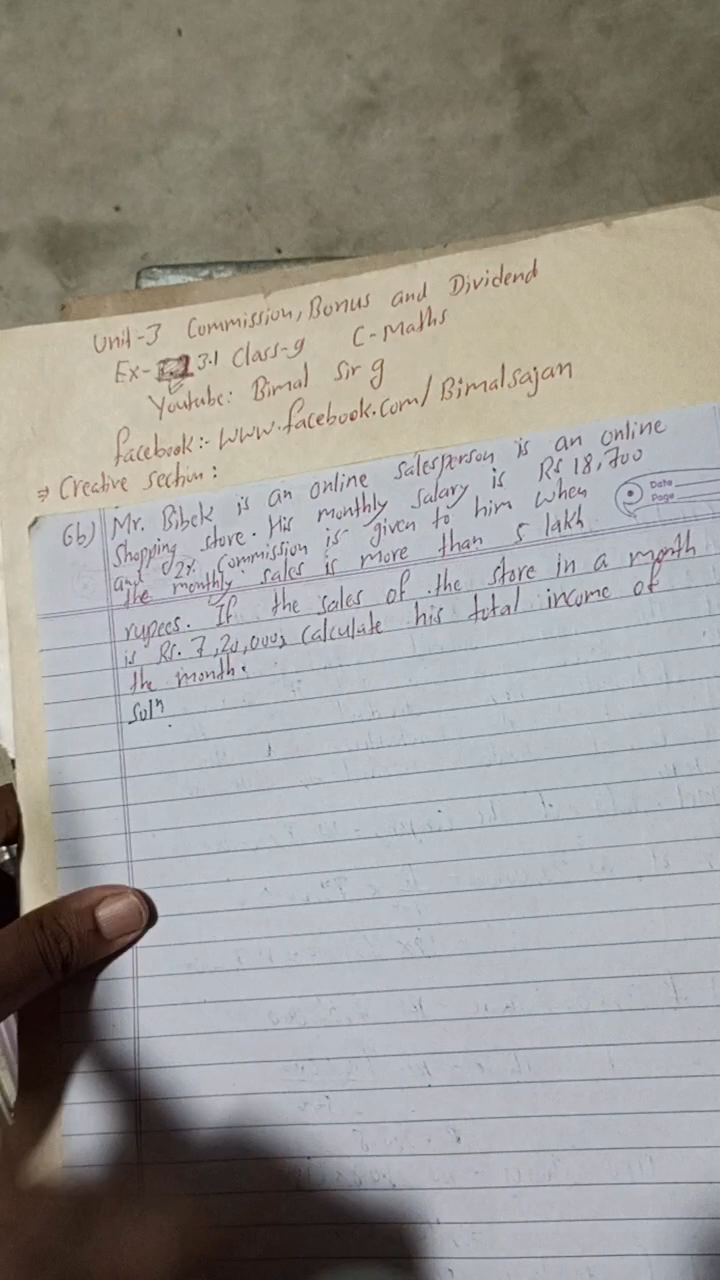 Unit-3 Commission, Bonus and Dividend
Ex- 3.1 Class-9 C-Maths
Youtube: Bimal Sir g
facebook:- www.facebook.com/Bimalsajan
⇒ Creative section:
6b) Mr. Bibek is an online salesperson is an online
shopping store. His monthly salary is Rs 18,700
and 2% commission is given to him when
the monthly sales is more than 5 lakh
Date
Page
rupees. If the sales of the store in a month
is Rs. 7,20,000, calculate his total income of
the month.
Solⁿ